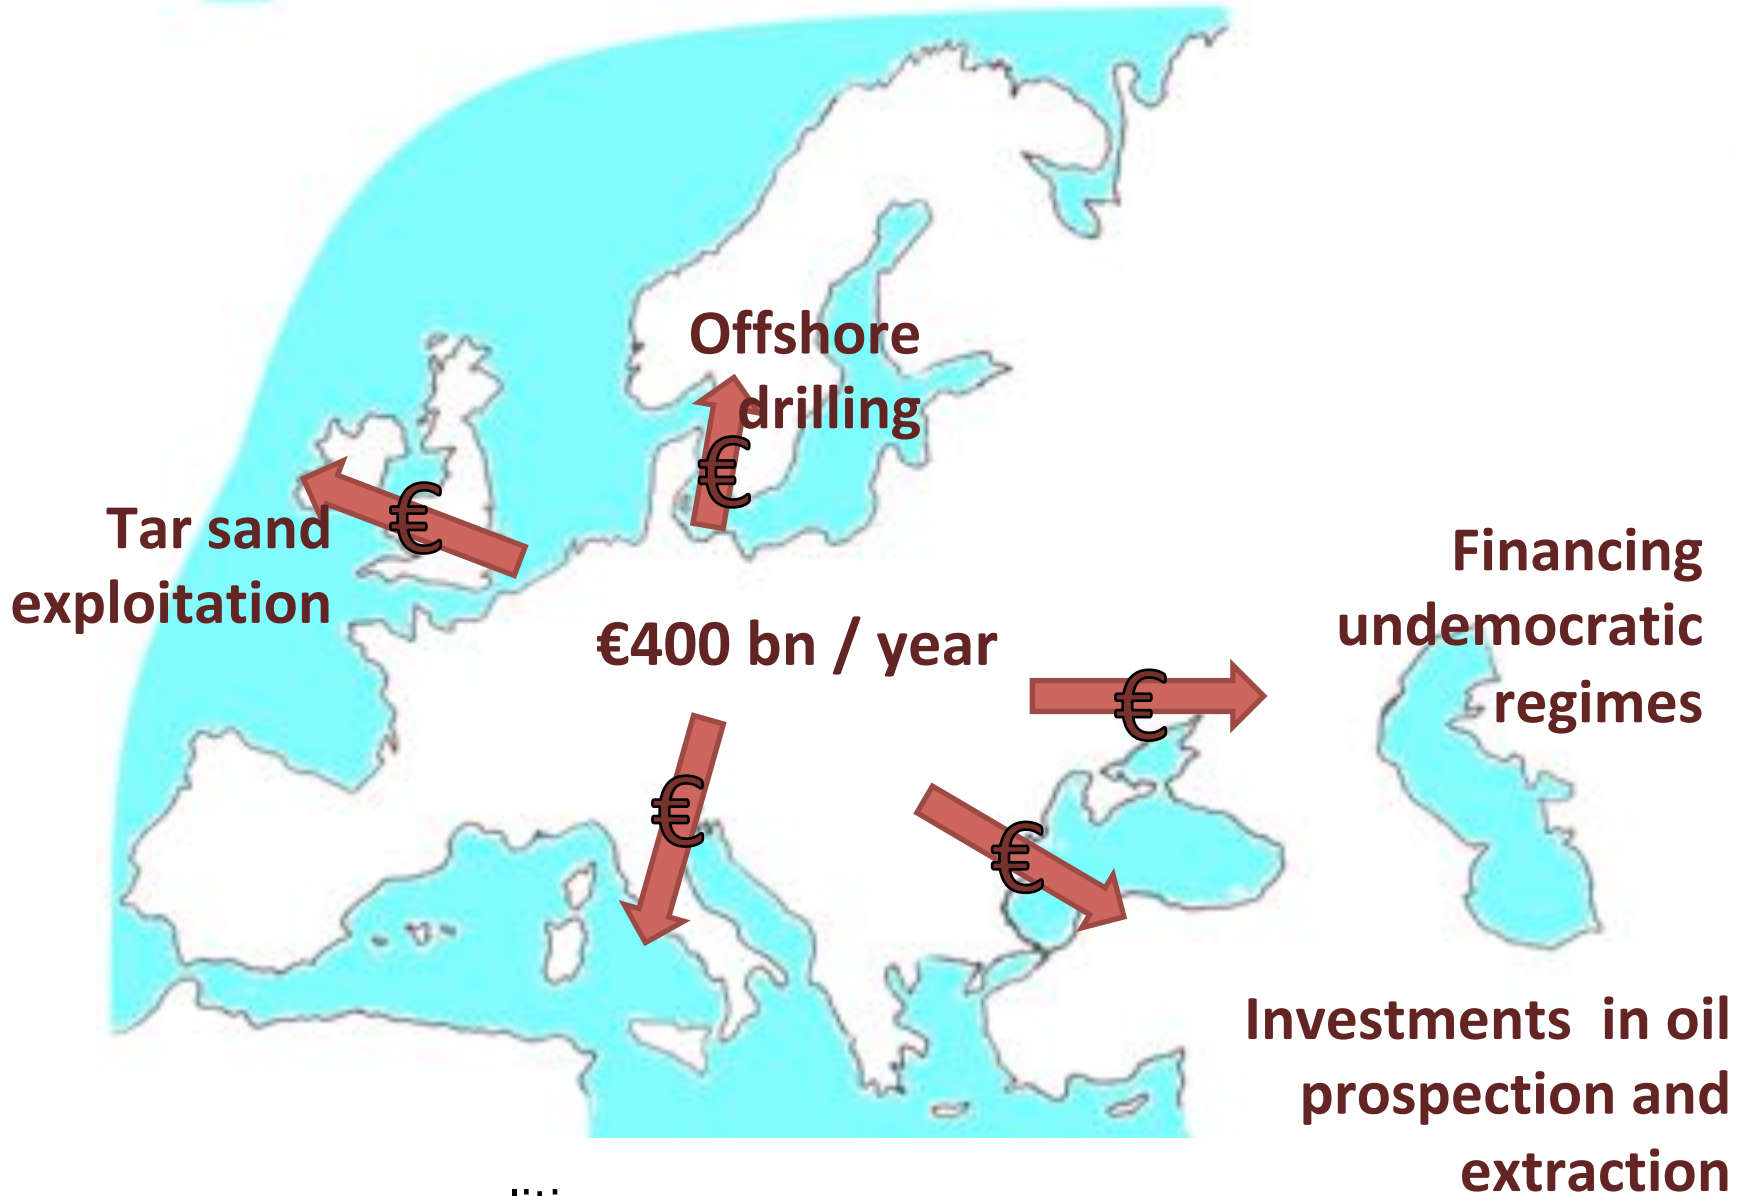 Offshore
drilling
€
€
Tar sand
exploitation
Financing
undemocratic
regimes
€400 bn / year
€
€
€
Investments  in oil
prospection and
extraction